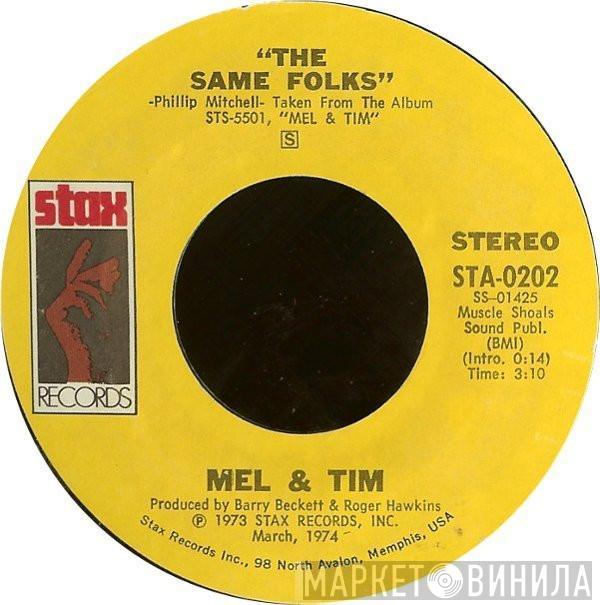 "THE
SAME FOLKS"
-Phillip Mitchell- Taken From The Album
STS-5501, "MEL & TIM"
S
stax
RECORDS
STEREO
STA-0202
SS-01425
Muscle Shoals
Sound Publ.
(BMI)
(Intro. 0:14)
Time: 3:10
MEL & TIM
Produced by Barry Beckett & Roger Hawkins
℗ 1973 STAX RECORDS, INC.
March, 1974
Stax Records Inc., 98 North Avalon, Memphis, USA
МАРКЕТ ВИНИЛА